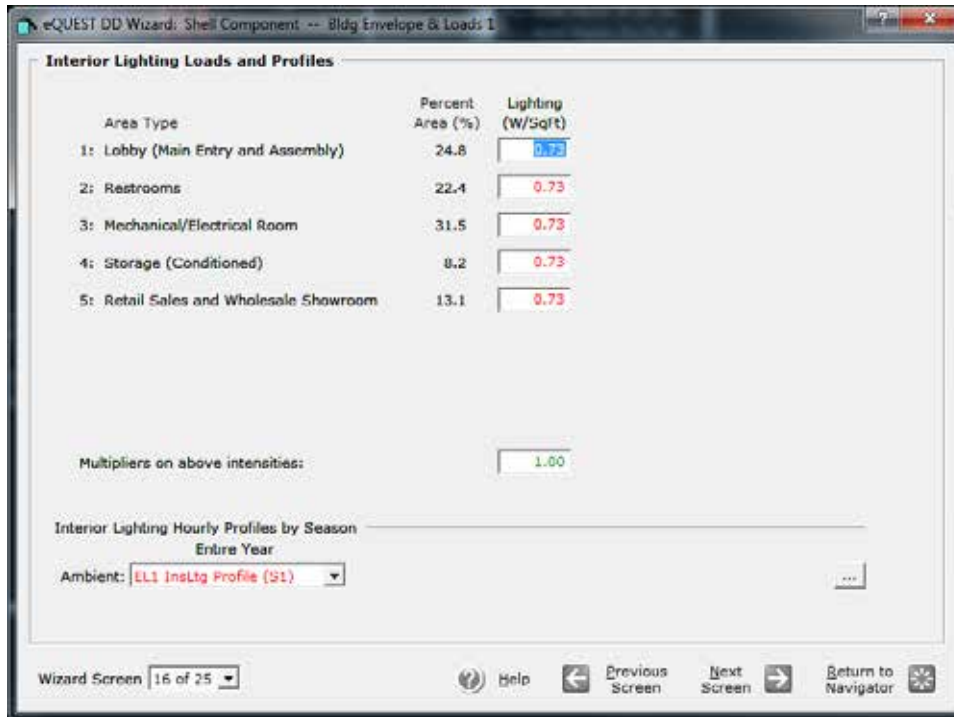 eQUEST DD Wizard: Shell Component -- Bldg Envelope & Loads 1
Interior Lighting Loads and Profiles
Percent Lighting
Area Type Area (%) (W/SqFt)
1: Lobby (Main Entry and Assembly) 24.8 0.73
2: Restrooms 22.4 0.73
3: Mechanical/Electrical Room 31.5 0.73
4: Storage (Conditioned) 8.2 0.73
5: Retail Sales and Wholesale Showroom 13.1 0.73
Multipliers on above intensities: 1.00
Interior Lighting Hourly Profiles by Season
Entire Year
Ambient: EL1 InsLtg Profile (S1) ...
Wizard Screen 16 of 25 ? Help Previous Screen Next Screen Return to Navigator